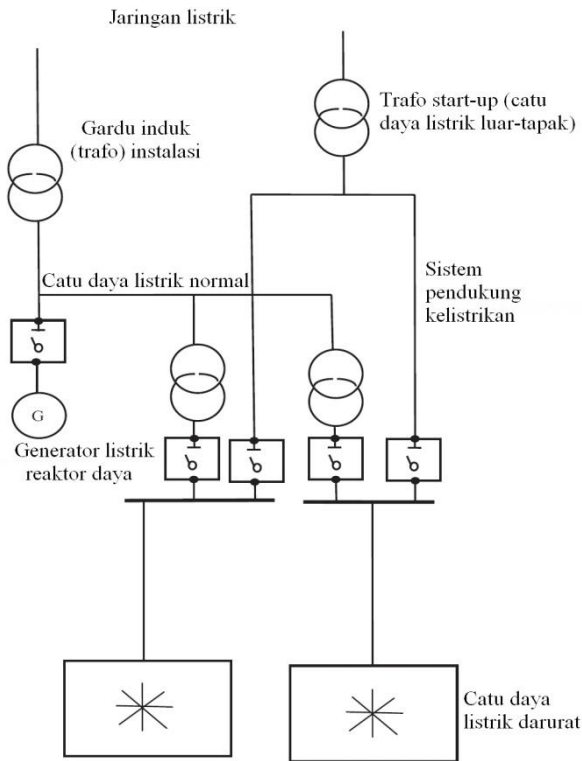 Jaringan listrik
Trafo start-up (catu
daya listrik luar-tapak)
Gardu induk
(trafo) instalasi
Catu daya listrik normal
Sistem
pendukung
kelistrikan
G
Generator listrik
reaktor daya
Catu daya
listrik darurat